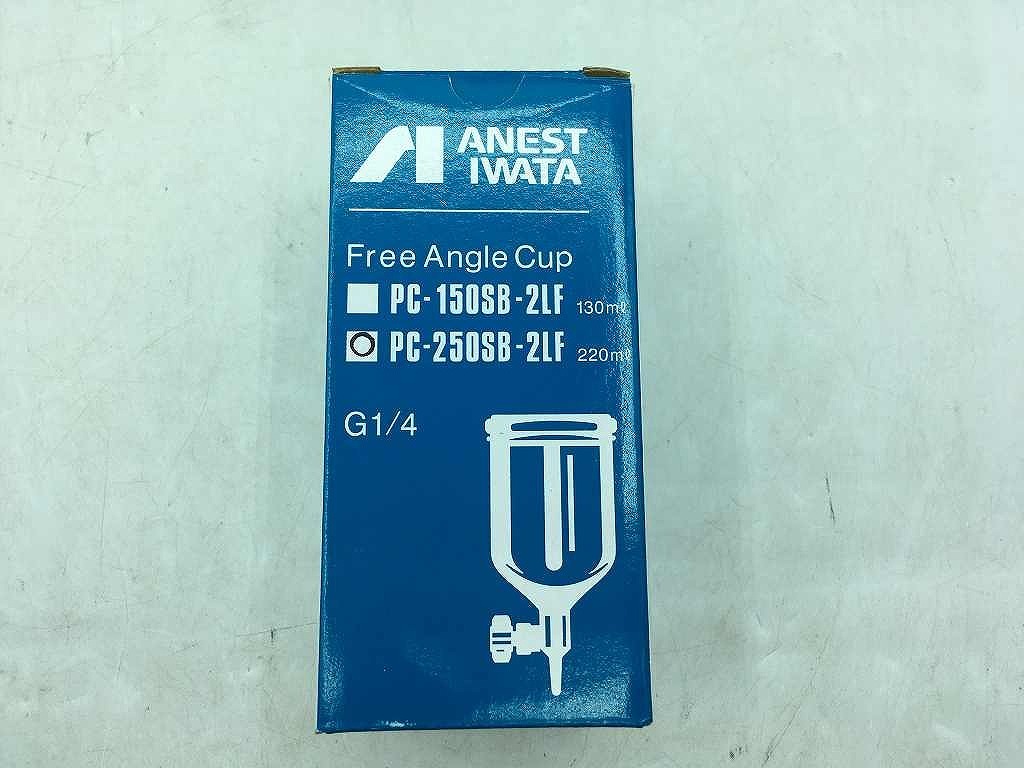 ANEST
IWATA
Free Angle Cup
PC-150SB-2LF 130ml
PC-250SB-2LF 220ml
G1/4